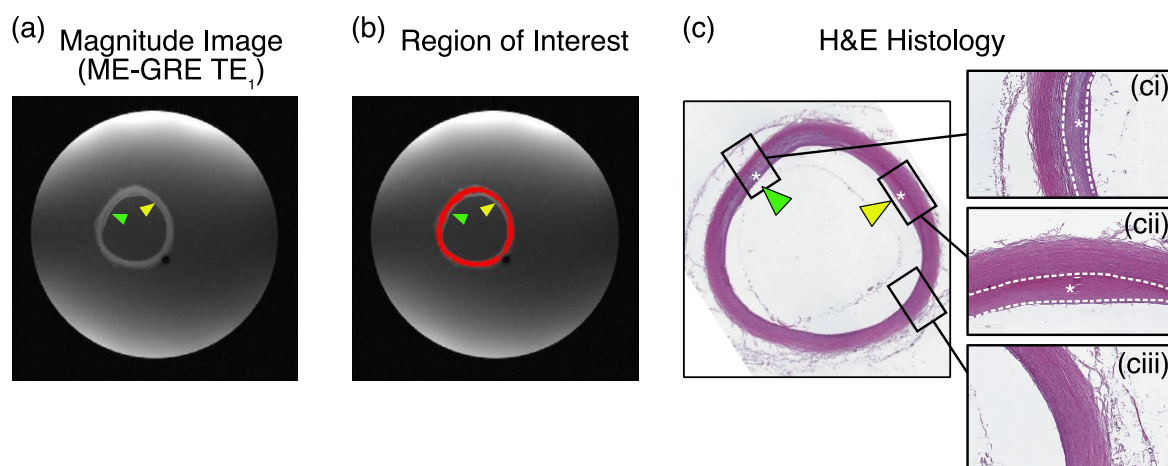 (a)
Magnitude Image
(ME-GRE TE₁)
(b)
Region of Interest
(c)
H&E Histology
(ci)
*
(cii)
*
(ciii)
*
*